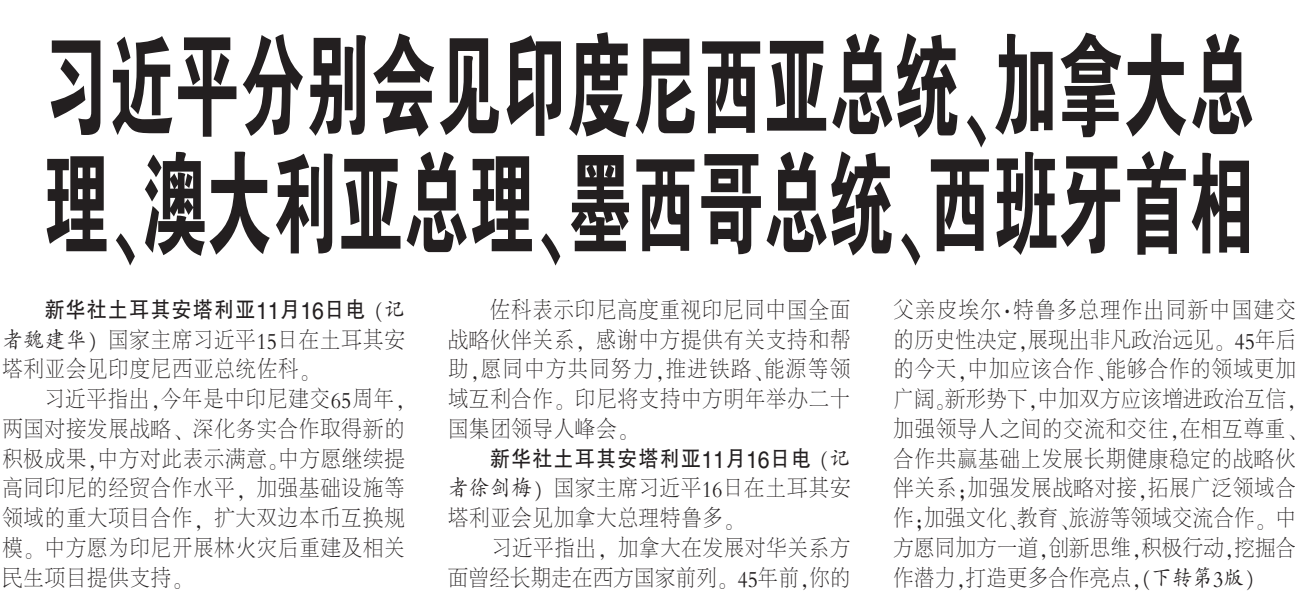 习近平分别会见印度尼西亚总统、加拿大总
理、澳大利亚总理、墨西哥总统、西班牙首相
新华社土耳其安塔利亚11月16日电（记
者魏建华）国家主席习近平15日在土耳其安
塔利亚会见印度尼西亚总统佐科。
习近平指出，今年是中印尼建交65周年，
两国对接发展战略、深化务实合作取得新的
积极成果，中方对此表示满意。中方愿继续提
高同印尼的经贸合作水平，加强基础设施等
领域的重大项目合作，扩大双边本币互换规
模。中方愿为印尼开展林火灾后重建及相关
民生项目提供支持。
佐科表示印尼高度重视印尼同中国全面
战略伙伴关系，感谢中方提供有关支持和帮
助，愿同中方共同努力，推进铁路、能源等领
域互利合作。印尼将支持中方明年举办二十
国集团领导人峰会。
新华社土耳其安塔利亚11月16日电（记
者徐剑梅）国家主席习近平16日在土耳其安
塔利亚会见加拿大总理特鲁多。
习近平指出，加拿大在发展对华关系方
面曾经长期走在西方国家前列。45年前，你的
父亲皮埃尔·特鲁多总理作出同新中国建交
的历史性决定，展现出非凡政治远见。45年后
的今天，中加应该合作、能够合作的领域更加
广阔。新形势下，中加双方应该增进政治互信，
加强领导人之间的交流和交往，在相互尊重、
合作共赢基础上发展长期健康稳定的战略伙
伴关系；加强发展战略对接，拓展广泛领域合
作；加强文化、教育、旅游等领域交流合作。中
方愿同加方一道，创新思维，积极行动，挖掘合
作潜力，打造更多合作亮点，（下转第3版）